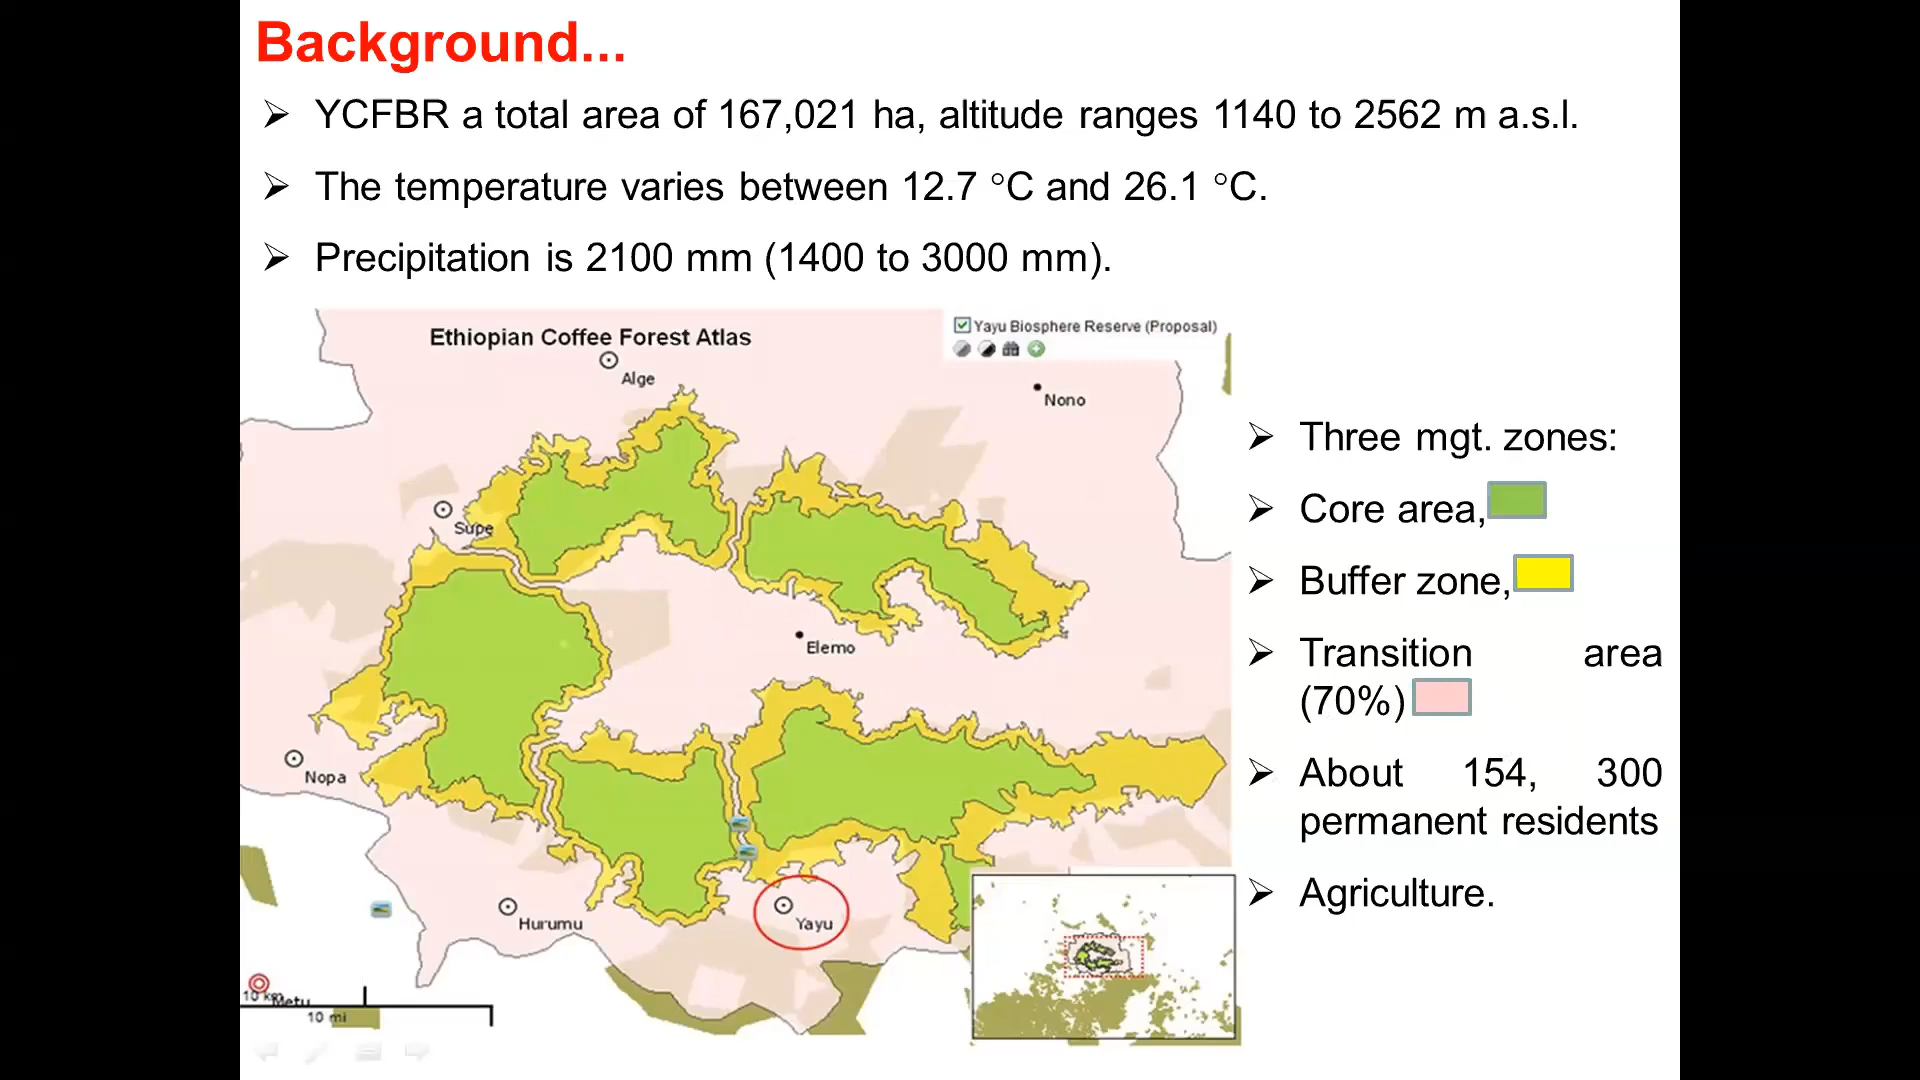 Background...
➢ YCFBR a total area of 167,021 ha, altitude ranges 1140 to 2562 m a.s.l.
➢ The temperature varies between 12.7 °C and 26.1 °C.
➢ Precipitation is 2100 mm (1400 to 3000 mm).
Ethiopian Coffee Forest Atlas
Yayu Biosphere Reserve (Proposal)
Alge
Nono
Supe
Elemo
Nopa
Hurumu
Yayu
Metu
10 km
10 mi
➢ Three mgt. zones:
➢ Core area,
➢ Buffer zone,
➢ Transition area
(70%)
➢ About 154, 300
permanent residents
➢ Agriculture.